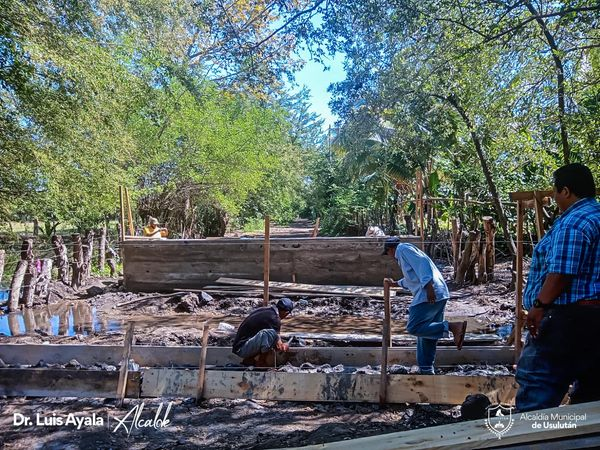 Dr. Luis Ayala Alcalde
Alcaldía Municipal
de Usulután